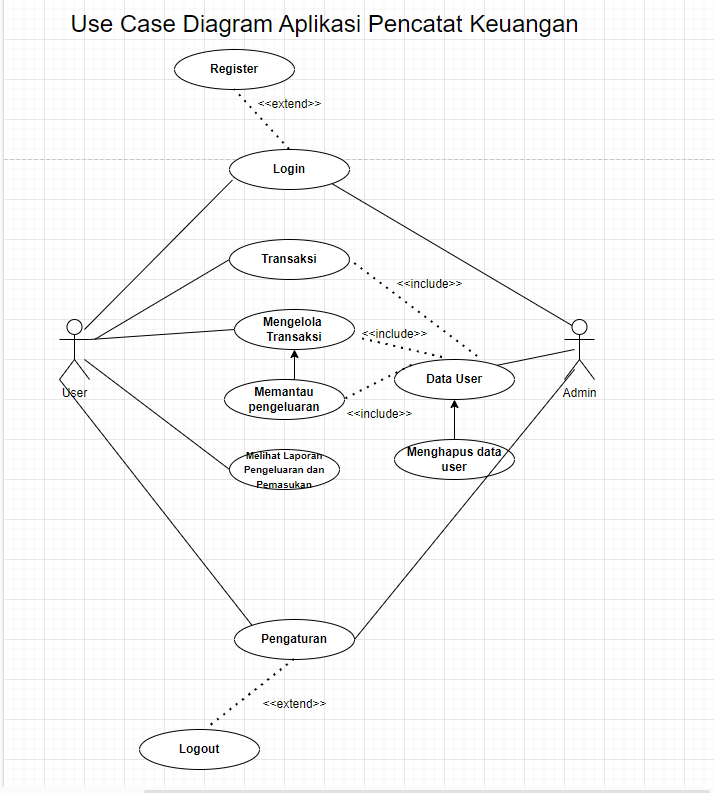 Use Case Diagram Aplikasi Pencatat Keuangan
Register
<<extend>>
Login
Transaksi
<<include>>
Mengelola
Transaksi
<<include>>
Data User
Memantau
pengeluaran
<<include>>
User
Admin
Melihat Laporan
Pengeluaran dan
Pemasukan
Menghapus data
user
Pengaturan
<<extend>>
Logout